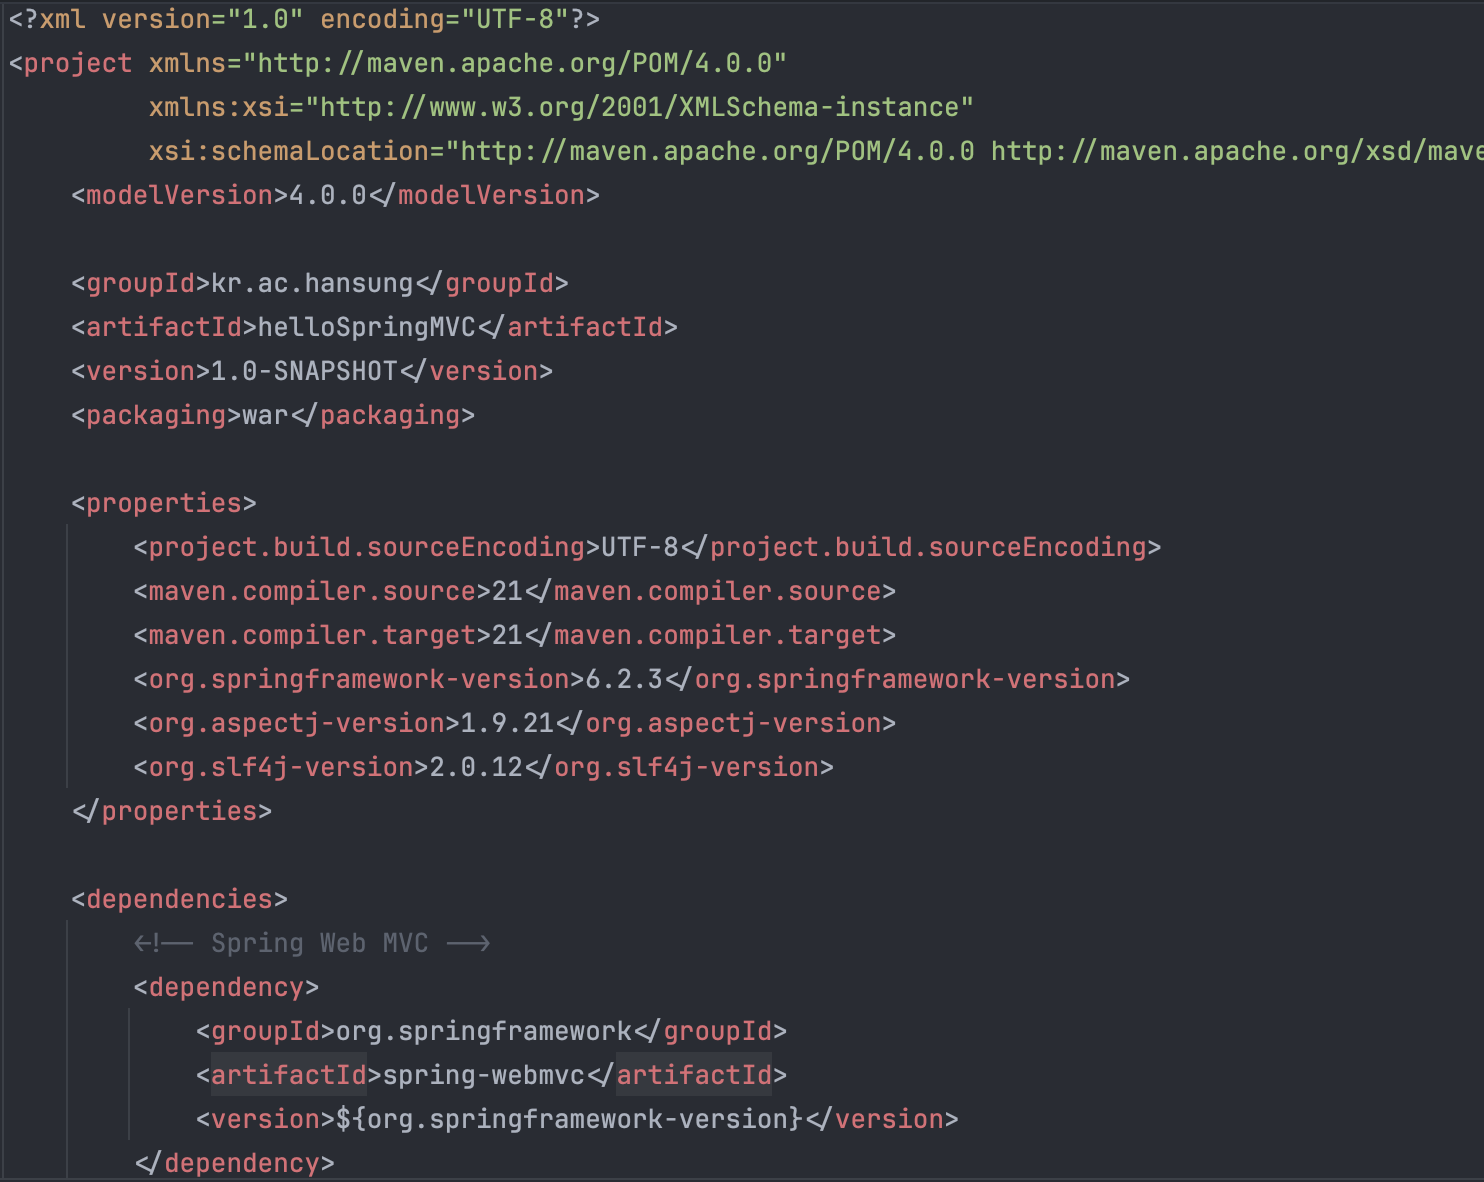 <?xml version="1.0" encoding="UTF-8"?>
<project xmlns="http://maven.apache.org/POM/4.0.0"
         xmlns:xsi="http://www.w3.org/2001/XMLSchema-instance"
         xsi:schemaLocation="http://maven.apache.org/POM/4.0.0 http://maven.apache.org/xsd/mave
    <modelVersion>4.0.0</modelVersion>

    <groupId>kr.ac.hansung</groupId>
    <artifactId>helloSpringMVC</artifactId>
    <version>1.0-SNAPSHOT</version>
    <packaging>war</packaging>

    <properties>
        <project.build.sourceEncoding>UTF-8</project.build.sourceEncoding>
        <maven.compiler.source>21</maven.compiler.source>
        <maven.compiler.target>21</maven.compiler.target>
        <org.springframework-version>6.2.3</org.springframework-version>
        <org.aspectj-version>1.9.21</org.aspectj-version>
        <org.slf4j-version>2.0.12</org.slf4j-version>
    </properties>

    <dependencies>
        <!-- Spring Web MVC -->
        <dependency>
            <groupId>org.springframework</groupId>
            <artifactId>spring-webmvc</artifactId>
            <version>${org.springframework-version}</version>
        </dependency>